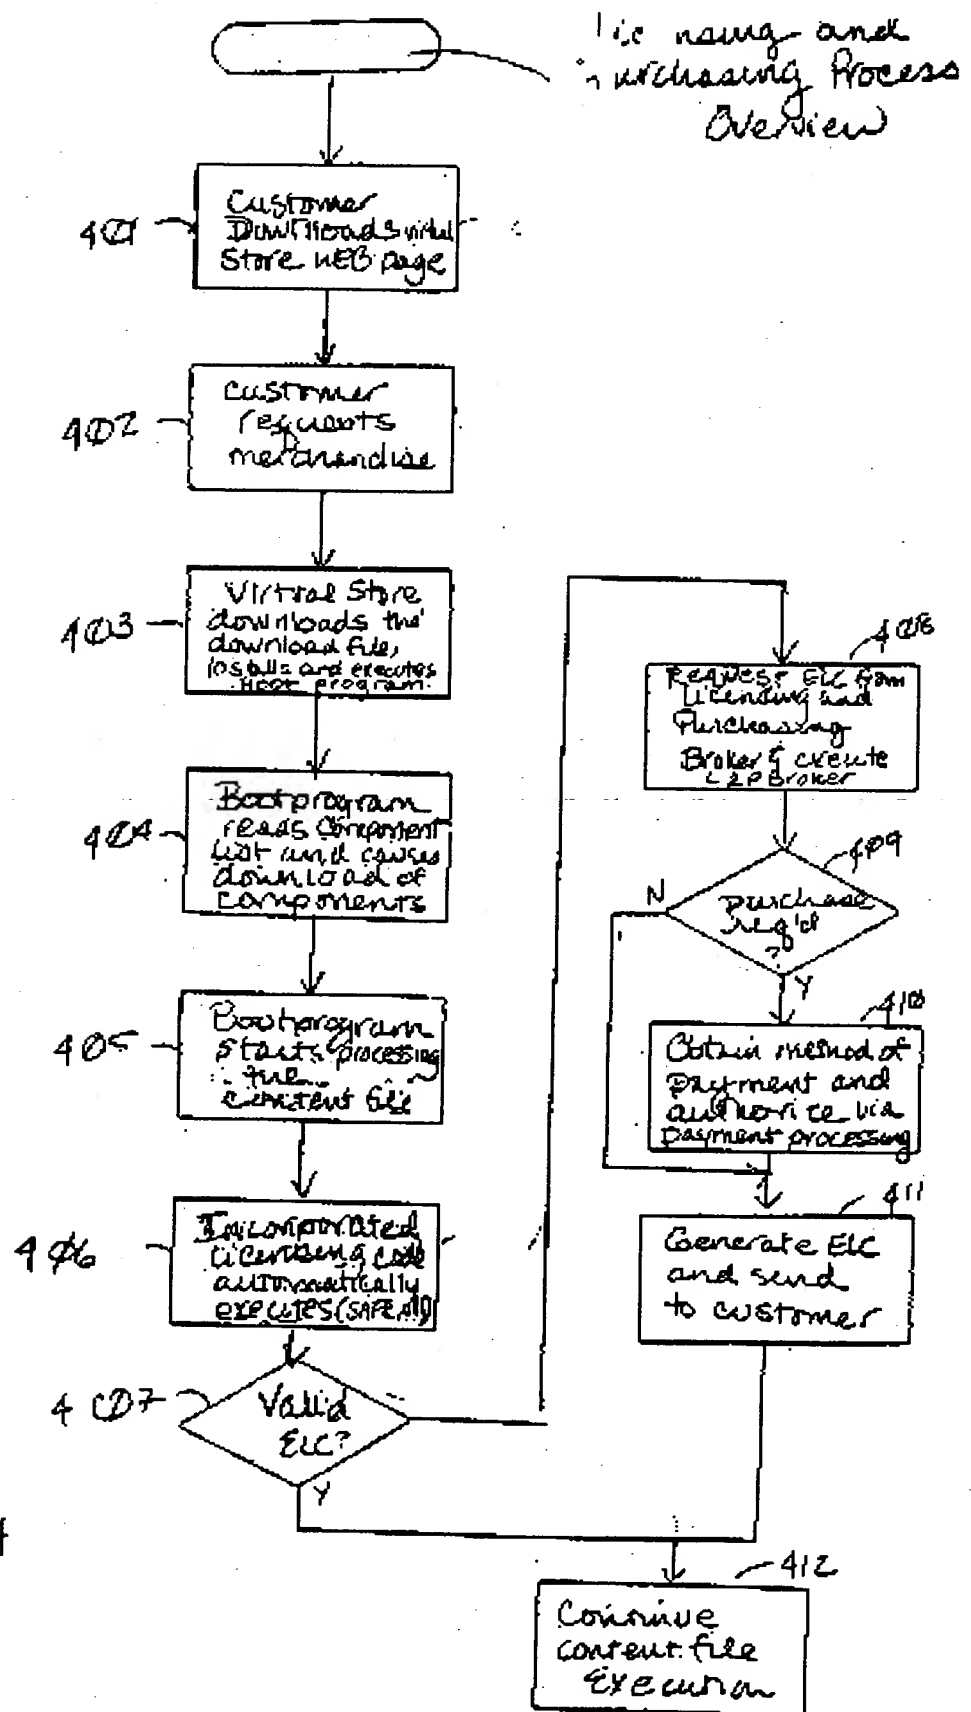 and
Purchasing Process
Overview
401
Customer
Downloads virtual
Store WEB page
402
Customer
requests
merchandise
403
Virtual Store
downloads the
download file,
installs and executes
Boot program.
404
Bootprogram
reads component
list and causes
download of
components
405
Bootprogram
starts processing
the
content file
406
Incorporated
licensing code
automatically
executes (SAFE.dll)
407
Valid
ELC?
Y
408
Request ELC from
Licensing and
Purchasing
Broker & execute
L&P Broker
409
purchase
req'd
?
N
Y
410
Obtain method of
payment and
authorize via
payment processing
411
Generate ELC
and send
to customer
412
Continue
content file
Execution